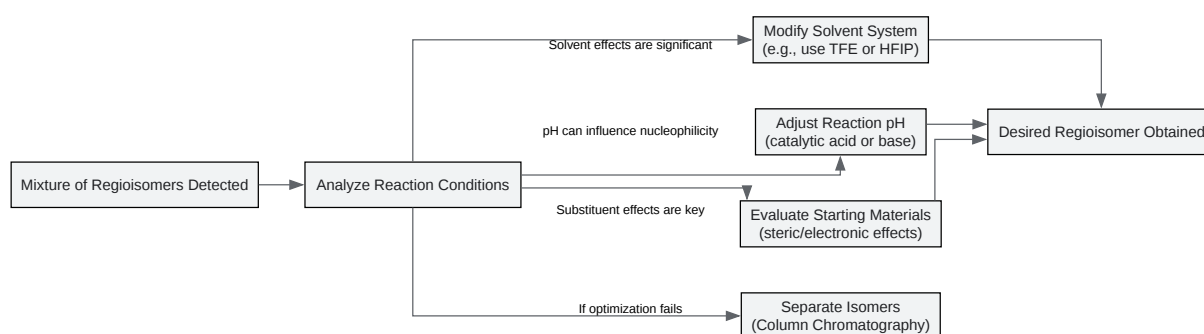 Modify Solvent System
(e.g., use TFE or HFIP)
Solvent effects are significant
Adjust Reaction pH
(catalytic acid or base)
pH can influence nucleophilicity
Desired Regioisomer Obtained
Mixture of Regioisomers Detected
Analyze Reaction Conditions
Substituent effects are key
Evaluate Starting Materials
(steric/electronic effects)
If optimization fails
Separate Isomers
(Column Chromatography)